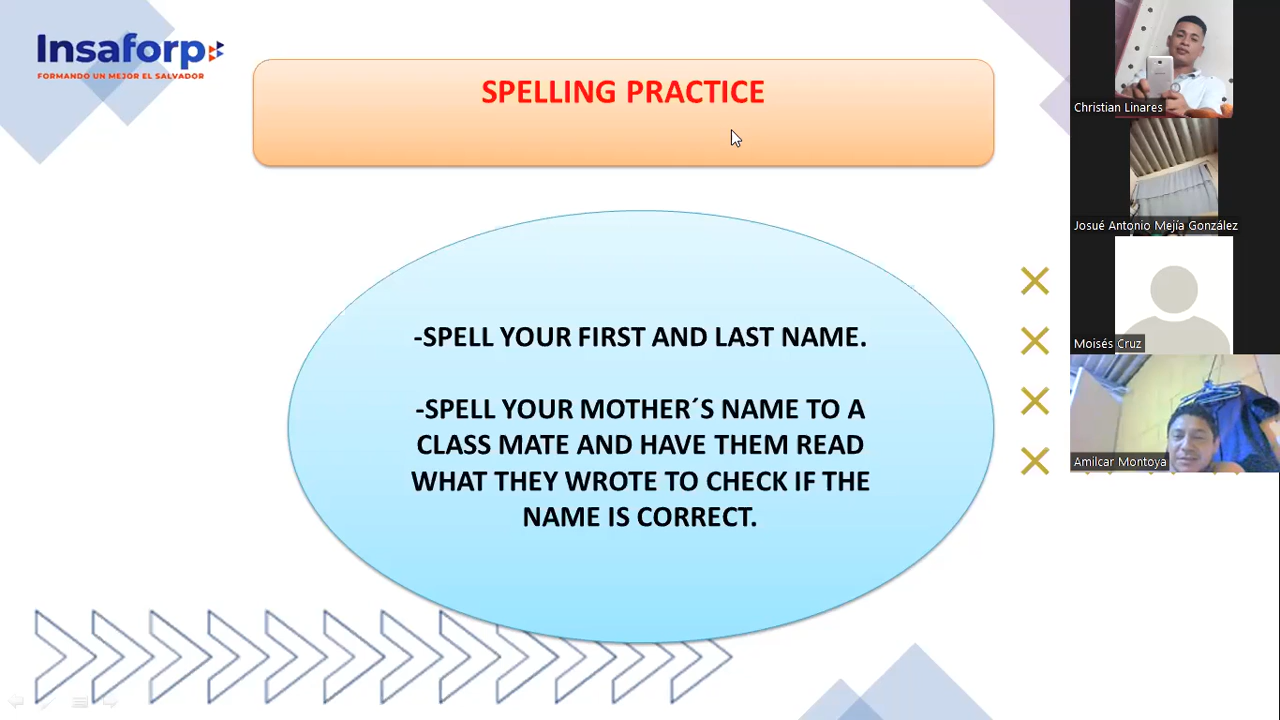 Insaforp
FORMANDO UN MEJOR EL SALVADOR
SPELLING PRACTICE
-SPELL YOUR FIRST AND LAST NAME.
-SPELL YOUR MOTHER´S NAME TO A
CLASS MATE AND HAVE THEM READ
WHAT THEY WROTE TO CHECK IF THE
NAME IS CORRECT.
Christian Linares
Josué Antonio Mejïa González
Moisés Cruz
Amilcar Montoya